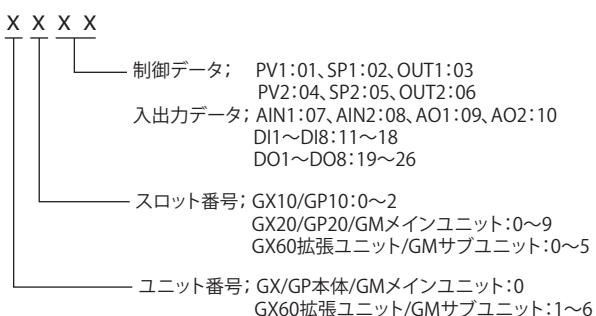 X X X X
制御データ; PV1:01、SP1:02、OUT1:03
PV2:04、SP2:05、OUT2:06
入出力データ; AIN1:07、AIN2:08、AO1:09、AO2:10
DI1～DI8:11～18
DO1～DO8:19～26
スロット番号; GX10/GP10:0～2
GX20/GP20/GMメインユニット:0～9
GX60拡張ユニット/GMサブユニット:0～5
ユニット番号; GX/GP本体/GMメインユニット:0
GX60拡張ユニット/GMサブユニット:1～6